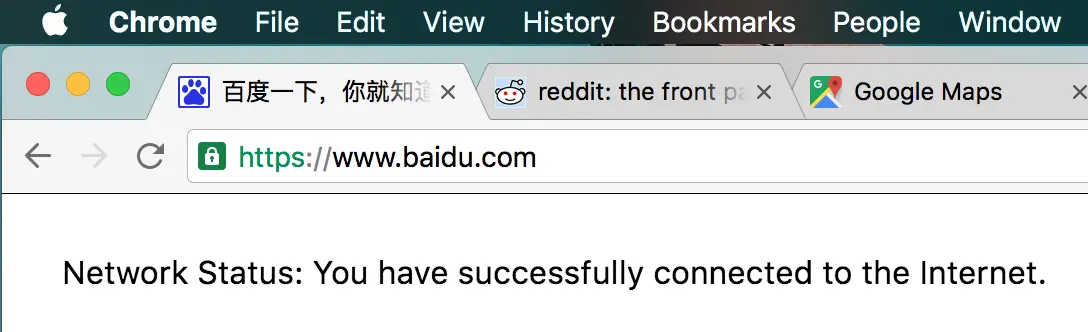 Chrome File Edit View History Bookmarks People Window
百度一下，你就知道 reddit: the front pa Google Maps
https://www.baidu.com
Network Status: You have successfully connected to the Internet.